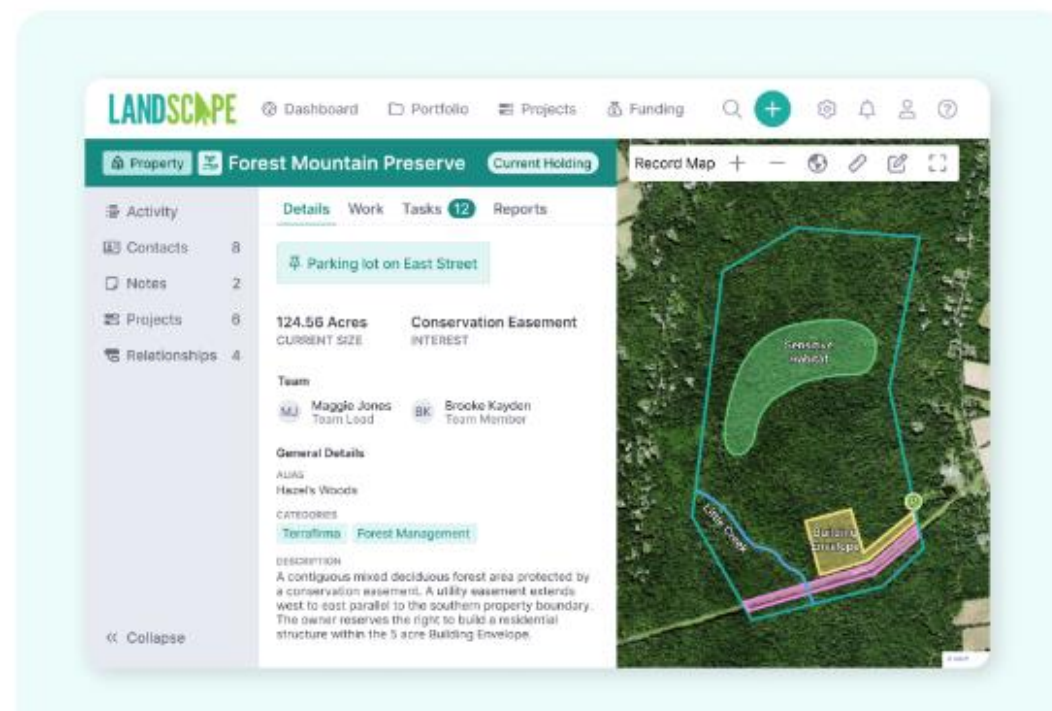 LANDSCAPE
Dashboard
Portfolio
Projects
Funding
Property
Forest Mountain Preserve
Current Holding
Record Map
Activity
Contacts 8
Notes 2
Projects 6
Relationships 4
Collapse
Details Work Tasks 12 Reports
Parking lot on East Street
124.56 Acres
CURRENT SIZE
Conservation Easement
INTEREST
Team
MJ
Maggie Jones
Team Lead
BK
Brooke Kayden
Team Member
General Details
ALIAS
Hazel's Woods
CATEGORIES
Terrafirma Forest Management
DESCRIPTION
A contiguous mixed deciduous forest area protected by
a conservation easement. A utility easement extends
west to east parallel to the southern property boundary.
The owner reserves the right to build a residential
structure within the 5 acre Building Envelope.
Sensitive
Habitat
Little Creek
Building
Envelope